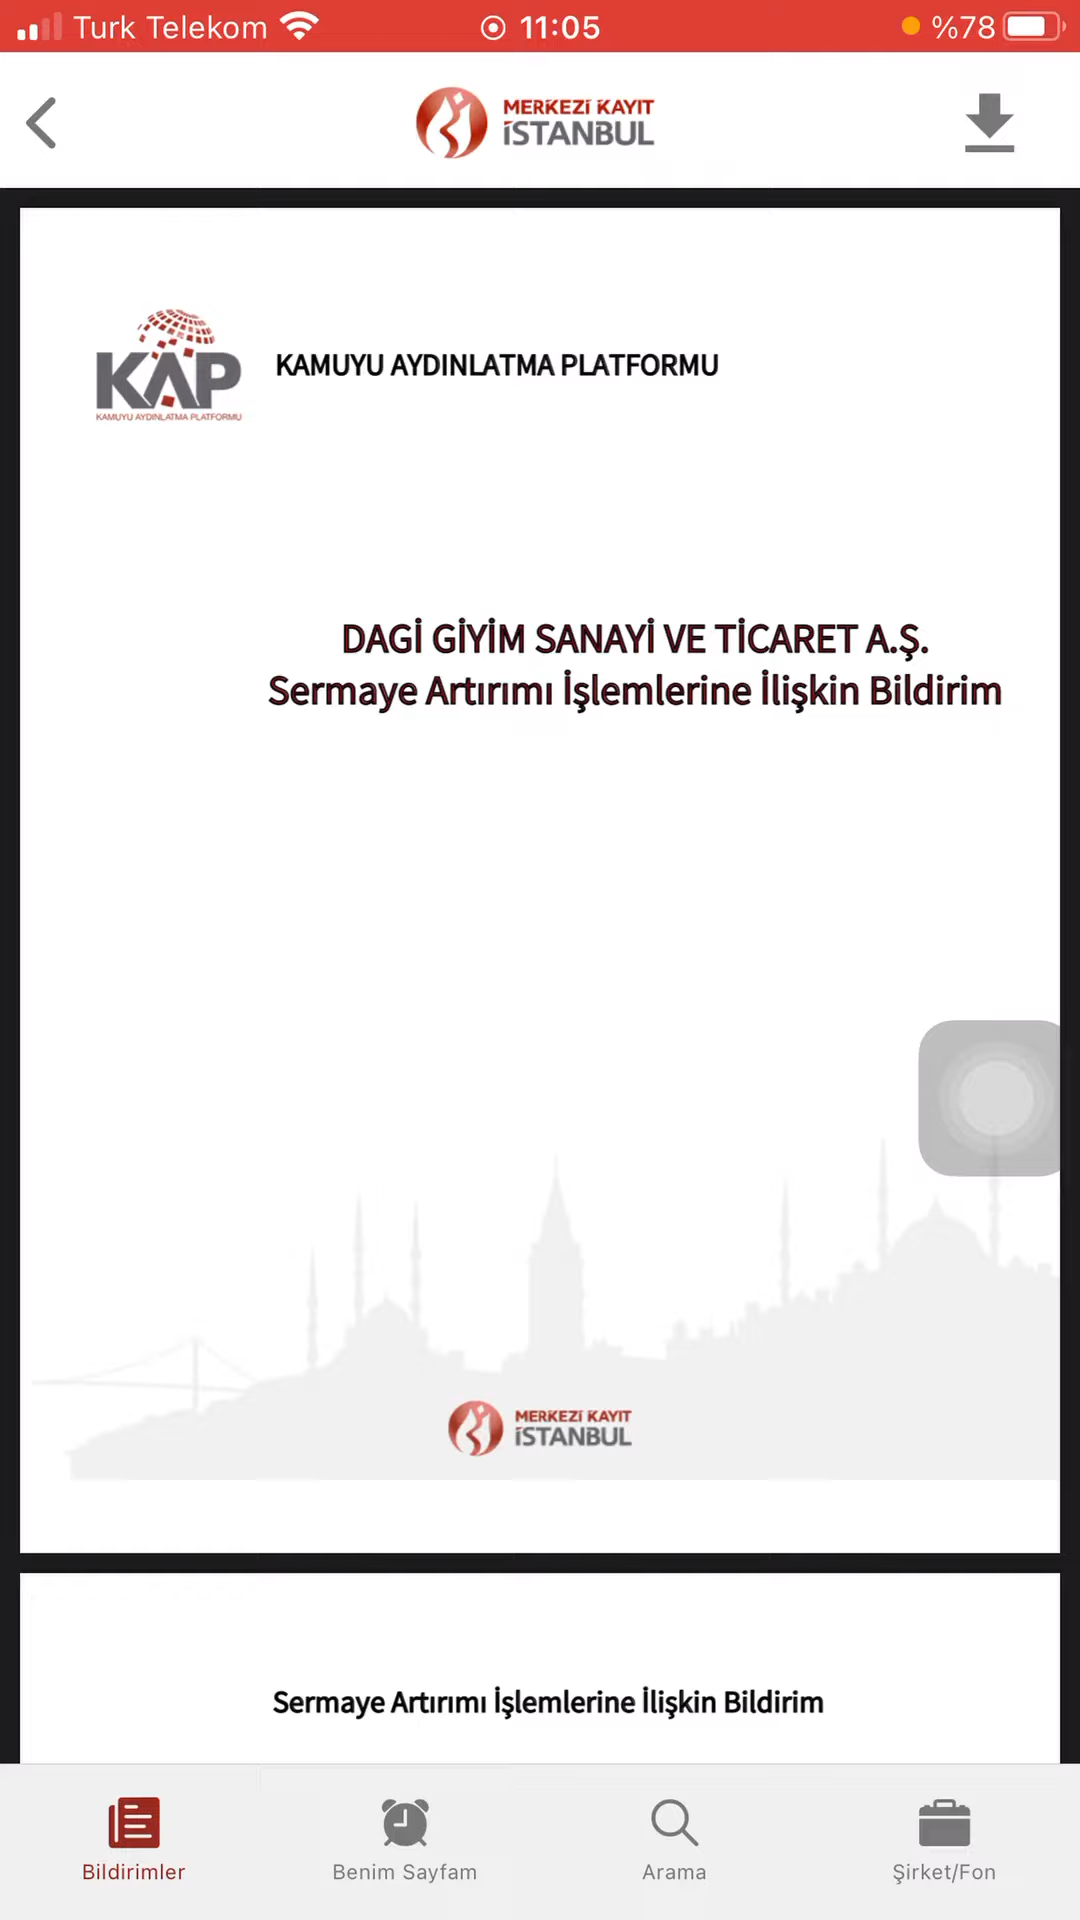 Turk Telekom 11:05 %78
MERKEZİ KAYIT
İSTANBUL
KAP
KAMUYU AYDINLATMA PLATFORMU
KAMUYU AYDINLATMA PLATFORMU
DAGİ GİYİM SANAYİ VE TİCARET A.Ş.
Sermaye Artırımı İşlemlerine İlişkin Bildirim
MERKEZİ KAYIT
İSTANBUL
Sermaye Artırımı İşlemlerine İlişkin Bildirim
Bildirimler
Benim Sayfam
Arama
Şirket/Fon